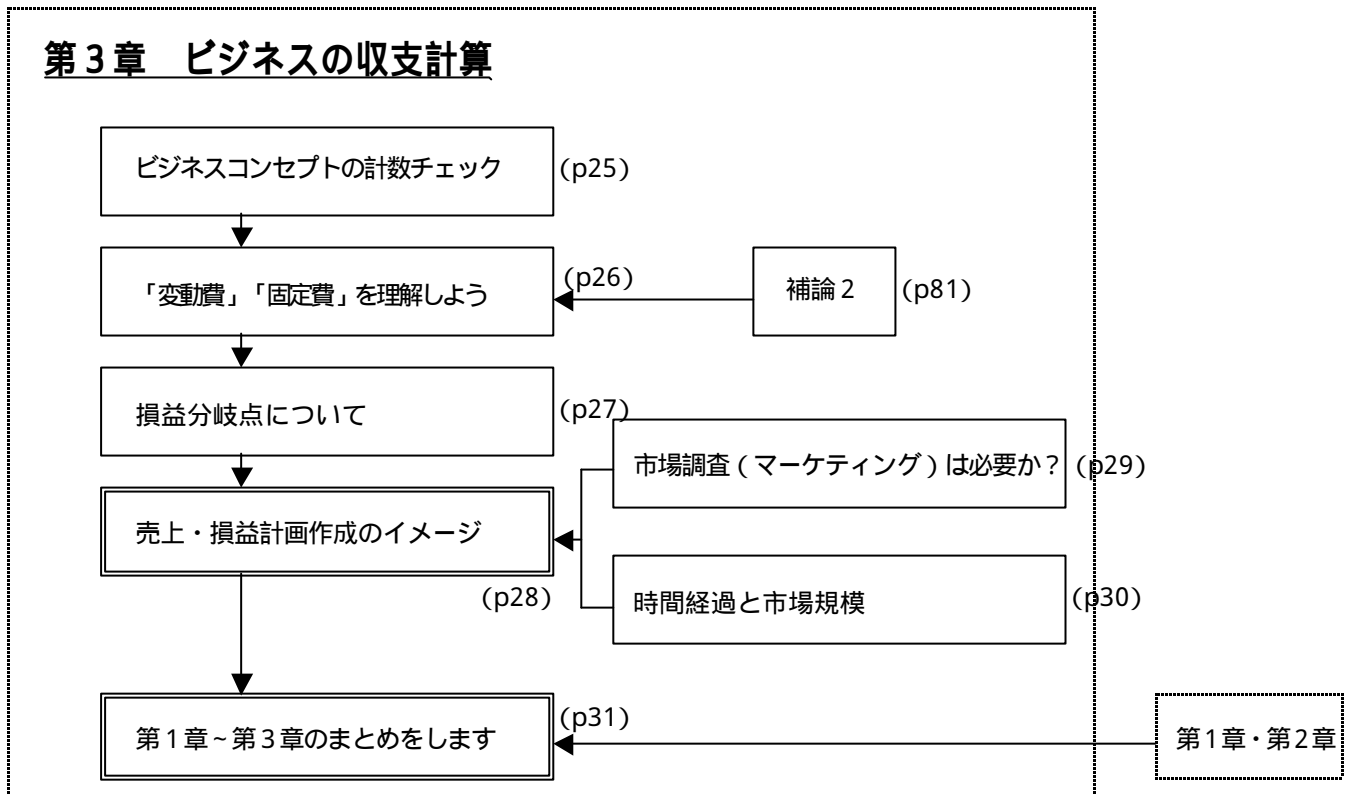 第3章　ビジネスの収支計算
ビジネスコンセプトの計数チェック
(p25)
「変動費」「固定費」を理解しよう
(p26)
補論2
(p81)
損益分岐点について
(p27)
市場調査(マーケティング)は必要か?
(p29)
売上・損益計画作成のイメージ
(p28)
時間経過と市場規模
(p30)
第1章~第3章のまとめをします
(p31)
第1章・第2章